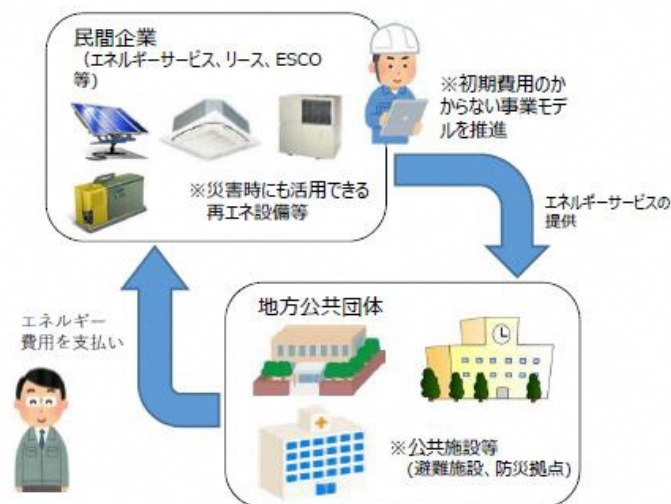 民間企業
（エネルギーサービス、リース、ESCO
等）
※初期費用のか
からない事業モデ
ルを推進
※災害時にも活用できる
再エネ設備等
エネルギーサービスの
提供
地方公共団体
エネルギー
費用を支払い
※公共施設等
(避難施設、防災拠点)